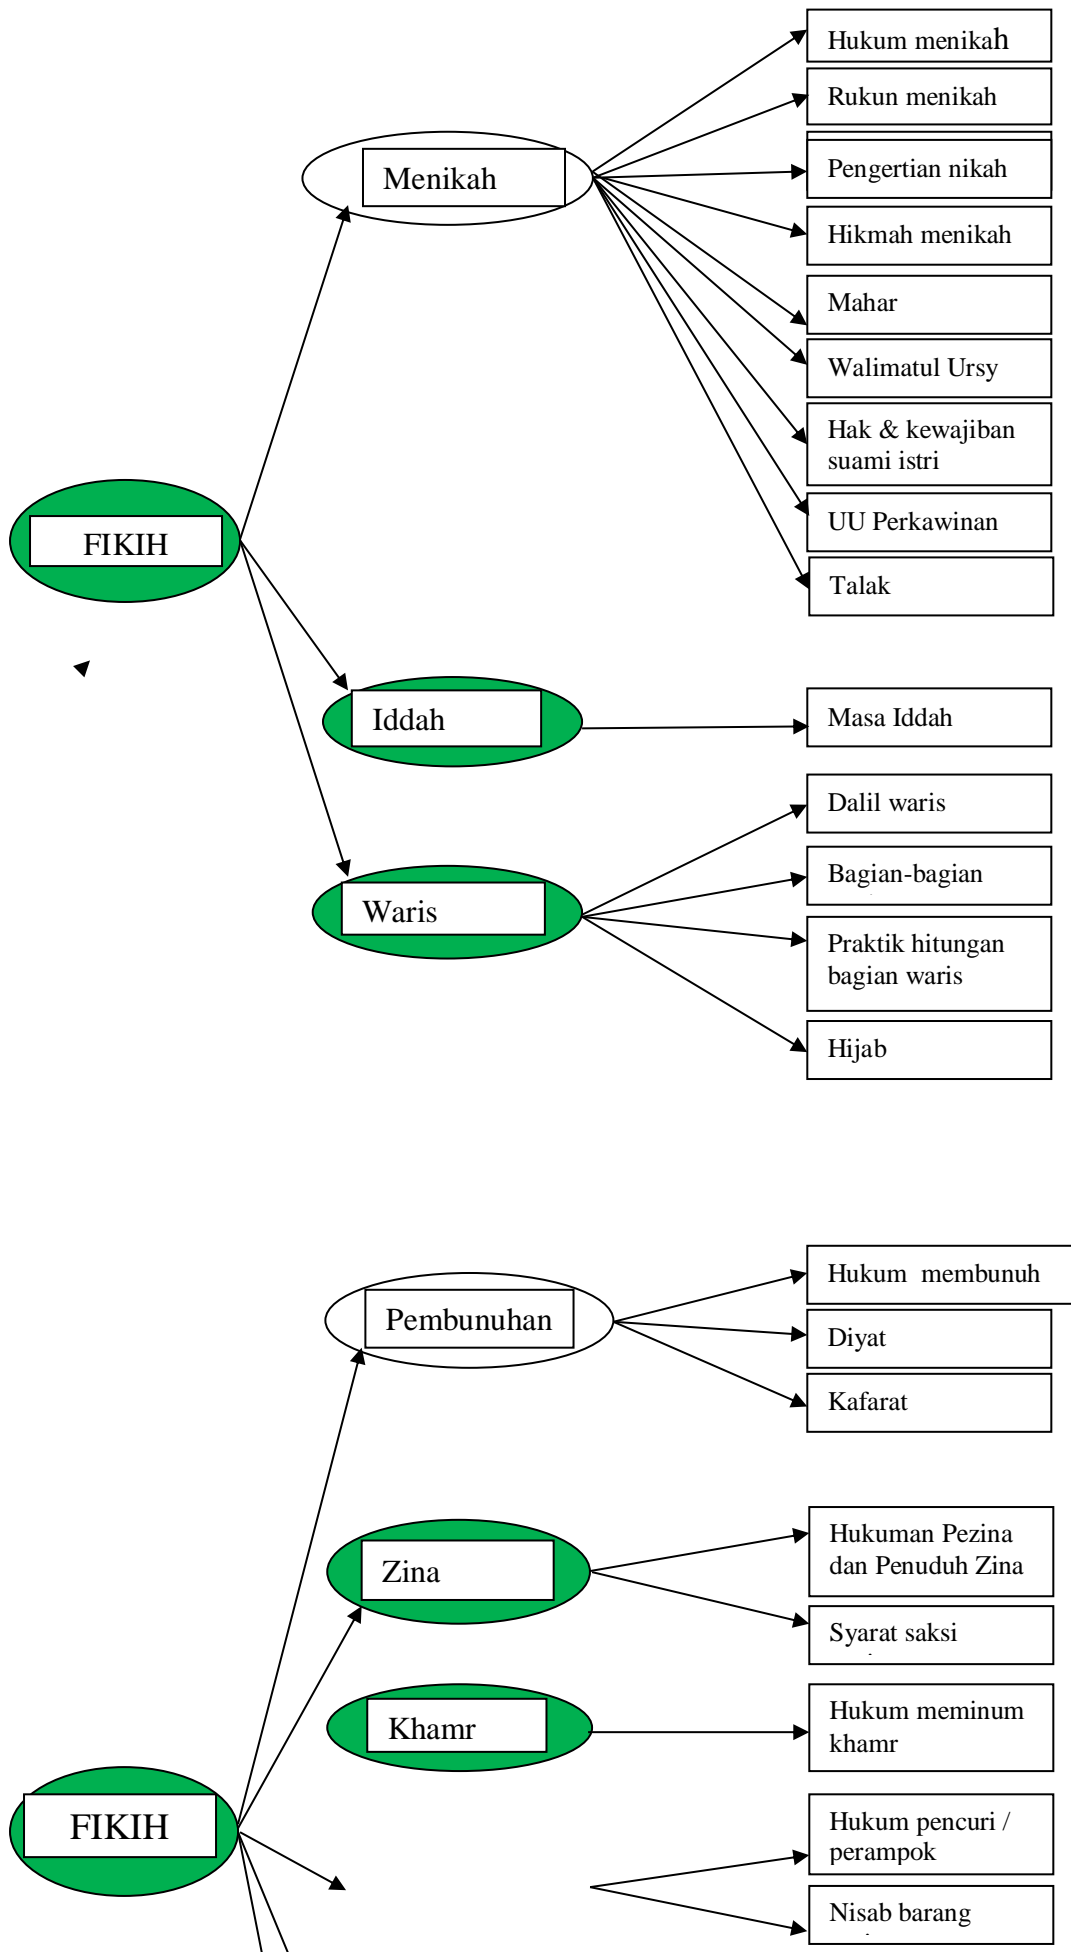 Hukum menikah
Rukun menikah
Menikah
Pengertian nikah
Hikmah menikah
Mahar
Walimatul Ursy
Hak & kewajiban
suami istri
FIKIH
UU Perkawinan
Talak
Iddah
Masa Iddah
Dalil waris
Waris
Bagian-bagian
Praktik hitungan
bagian waris
Hijab
Pembunuhan
Hukum membunuh
Diyat
Kafarat
Zina
Hukuman Pezina
dan Penuduh Zina
Syarat saksi
Khamr
Hukum meminum
khamr
FIKIH
Hukum pencuri /
perampok
Nisab barang